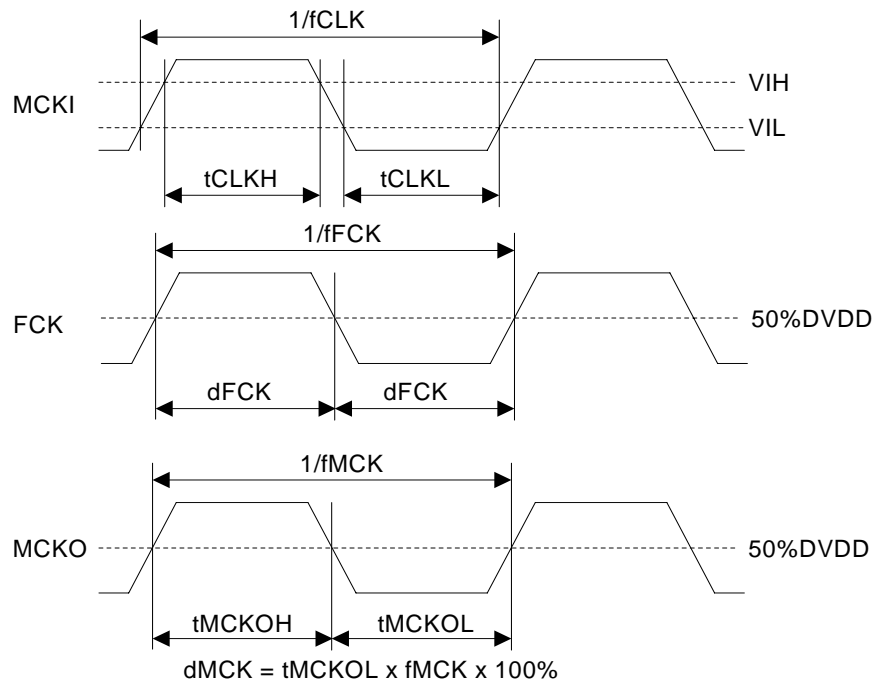 1/fCLK
MCKI
VIH
VIL
tCLKH
tCLKL
1/fFCK
FCK
50%DVDD
dFCK
dFCK
1/fMCK
MCKO
50%DVDD
tMCKOH
tMCKOL
dMCK = tMCKOL x fMCK x 100%